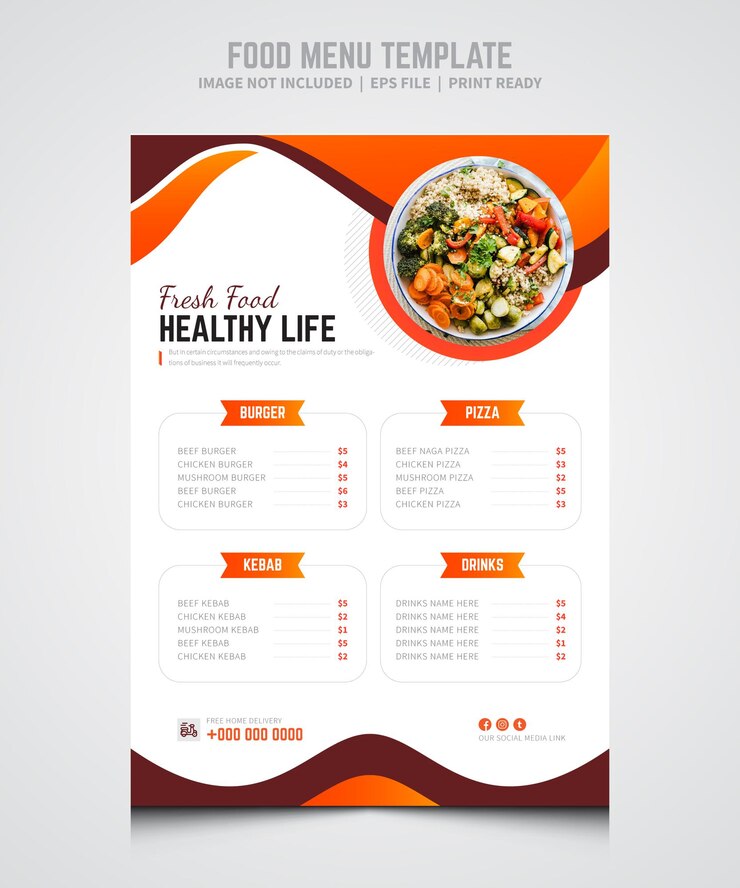 FOOD MENU TEMPLATE
IMAGE NOT INCLUDED | EPS FILE | PRINT READY
Fresh Food
HEALTHY LIFE
But in certain circumstances and owing to the claims of duty or the obliga-
tions of business it will frequently occur.
BURGER
BEEF BURGER $5
CHICKEN BURGER $4
MUSHROOM BURGER $5
BEEF BURGER $6
CHICKEN BURGER $3
PIZZA
BEEF NAGA PIZZA $5
CHICKEN PIZZA $3
MUSHROOM PIZZA $2
BEEF PIZZA $5
CHICKEN PIZZA $3
KEBAB
BEEF KEBAB $5
CHICKEN KEBAB $2
MUSHROOM KEBAB $1
BEEF KEBAB $5
CHICKEN KEBAB $2
DRINKS
DRINKS NAME HERE $5
DRINKS NAME HERE $4
DRINKS NAME HERE $2
DRINKS NAME HERE $1
DRINKS NAME HERE $2
FREE HOME DELIVERY
+000 000 0000
OUR SOCIAL MEDIA LINK